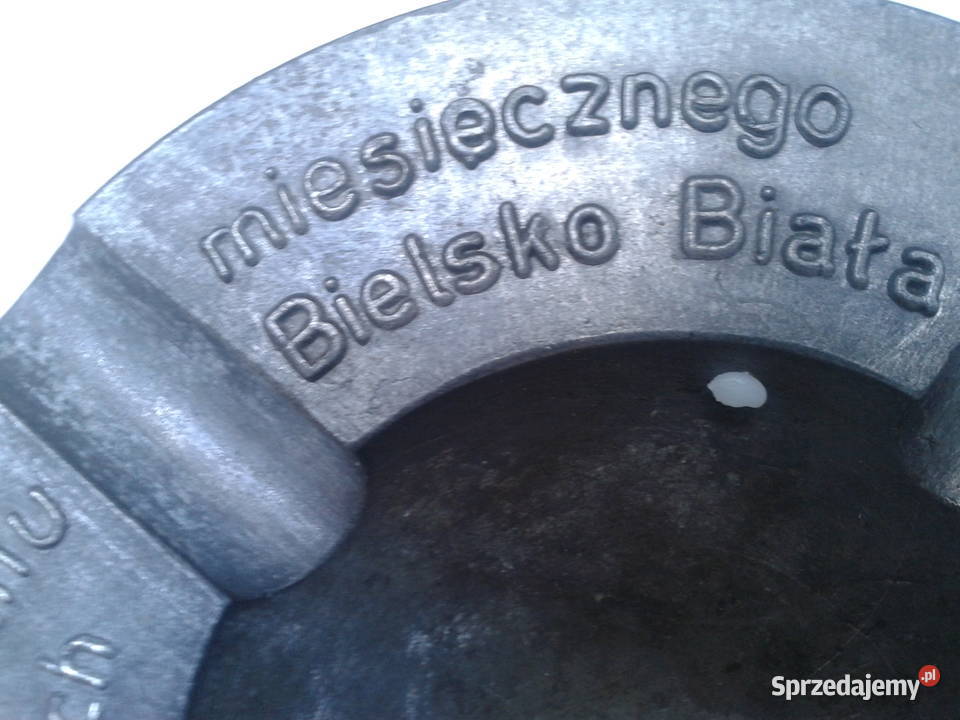 miesięcznego
Bielsko Biała
Sprzedajemy.pl